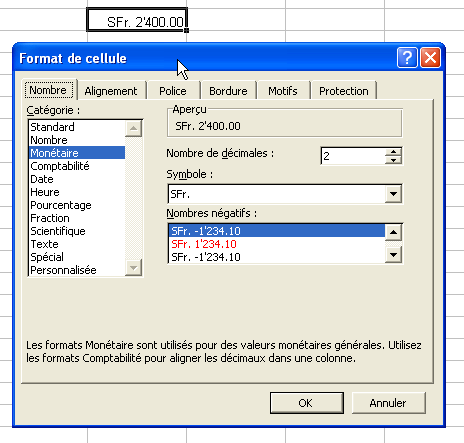 SFr. 2'400.00
Format de cellule
Nombre Alignement Police Bordure Motifs Protection
Catégorie :
Standard
Nombre
Monétaire
Comptabilité
Date
Heure
Pourcentage
Fraction
Scientifique
Texte
Spécial
Personnalisée
Aperçu
SFr. 2'400.00
Nombre de décimales : 2
Symbole :
SFr.
Nombres négatifs :
SFr. -1'234.10
SFr. 1'234.10
SFr. -1'234.10
Les formats Monétaire sont utilisés pour des valeurs monétaires générales. Utilisez
les formats Comptabilité pour aligner les décimaux dans une colonne.
OK Annuler